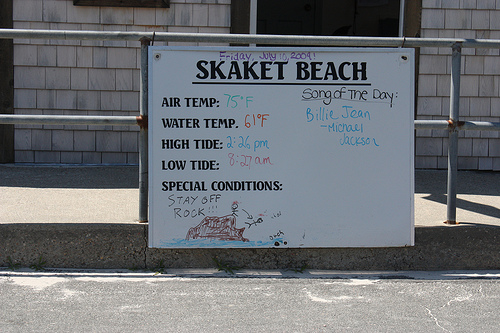 Friday, July 10, 2009!
SKAKET BEACH
Song of The Day:
AIR TEMP: 75°F
Billie Jean
WATER TEMP. 61°F
-Michael
HIGH TIDE: 2:26 pm
Jackson
LOW TIDE: 8:27 am
SPECIAL CONDITIONS:
STAY OFF
ROCK!!!